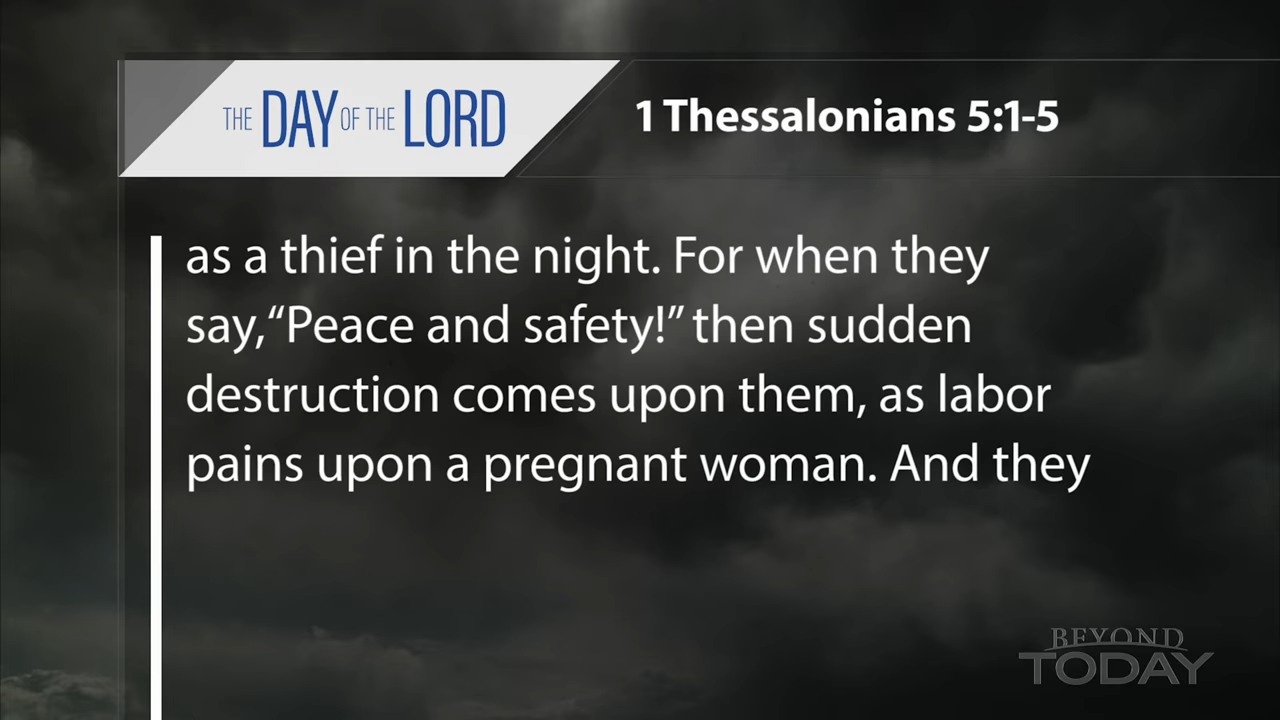 THE DAY OF THE LORD
1 Thessalonians 5:1-5
as a thief in the night. For when they
say, “Peace and safety!” then sudden
destruction comes upon them, as labor
pains upon a pregnant woman. And they
BEYOND
TODAY